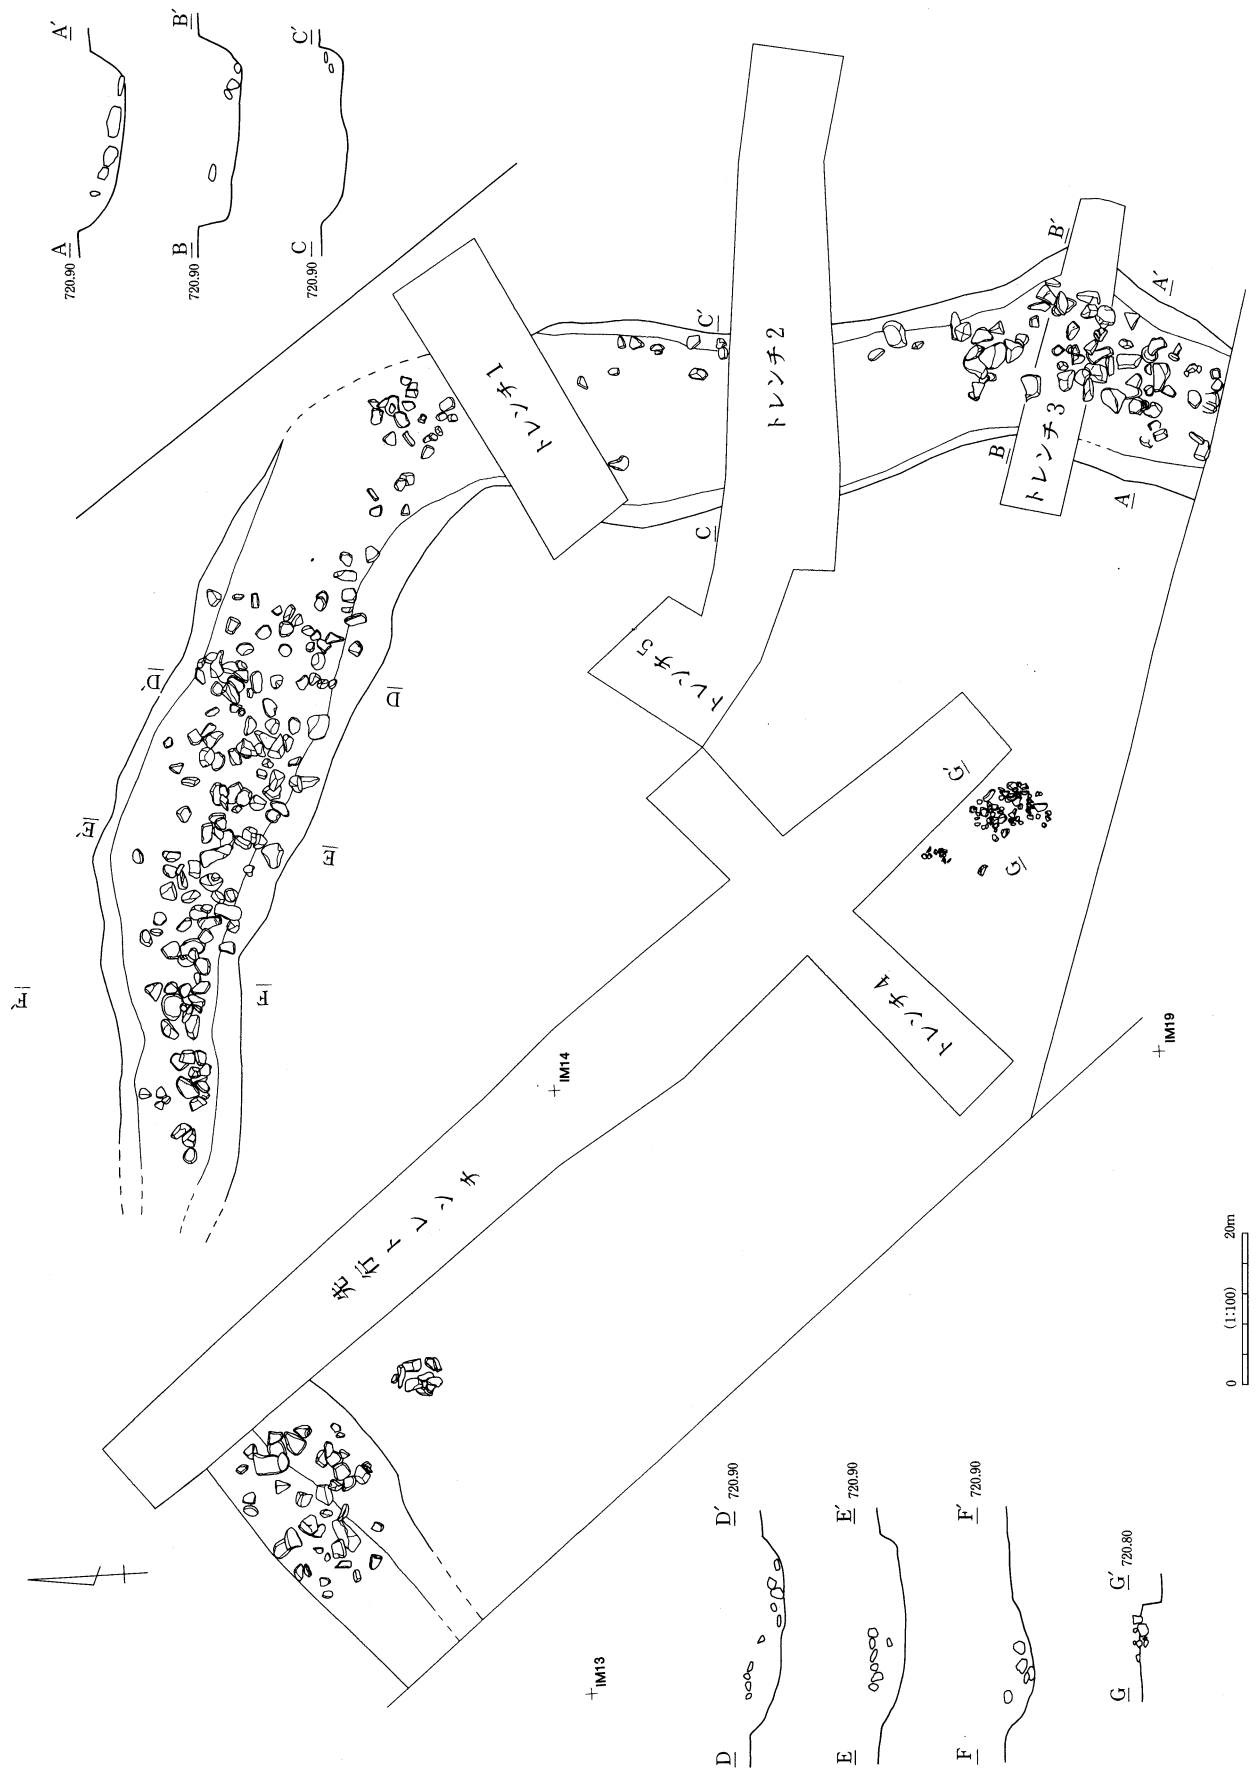 A A′
720.90
B B′
720.90
C C′
720.90
トレンチ1
トレンチ2
トレンチ3
トレンチ4
トレンチ5
先行トレンチ
A
A′
B
B′
C
C′
D
D′
E
E′
F
F′
G
G′
IM14
IM19
IM13
0 (1:100) 20m
D D′ 720.90
E E′ 720.90
F F′ 720.90
G G′ 720.80